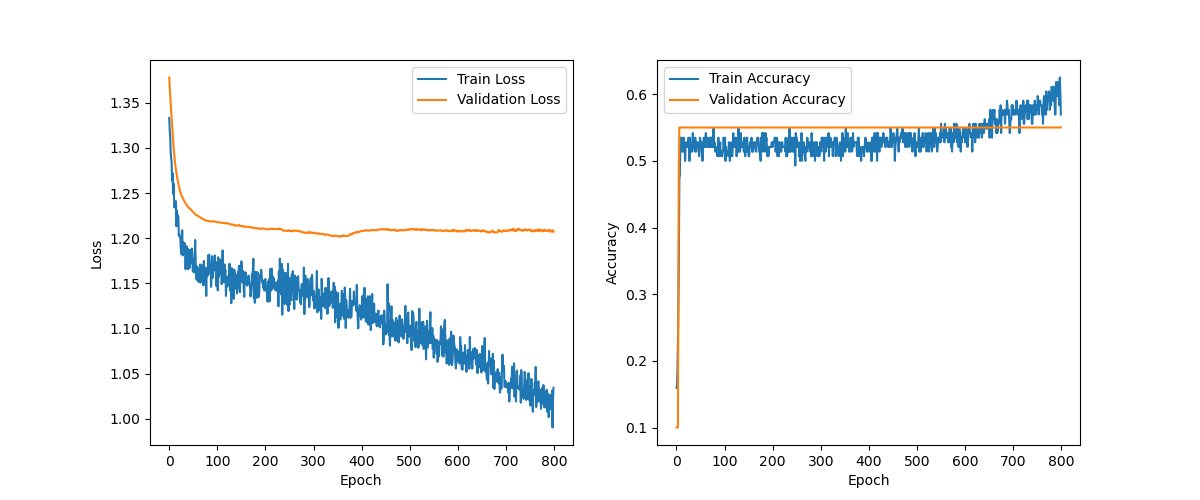 Train Loss
Validation Loss
1.35
1.30
1.25
1.20
1.15
1.10
1.05
1.00
Loss
0 100 200 300 400 500 600 700 800
Epoch
Train Accuracy
Validation Accuracy
0.6
0.5
0.4
0.3
0.2
0.1
Accuracy
0 100 200 300 400 500 600 700 800
Epoch